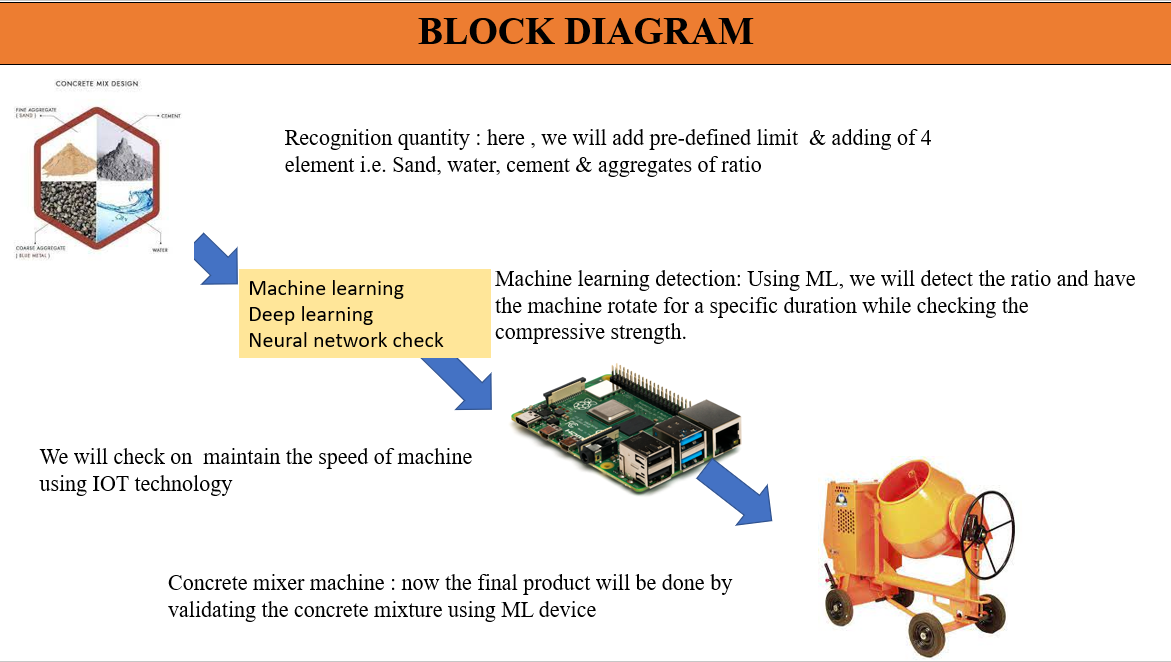 BLOCK DIAGRAM
CONCRETE MIX DESIGN
FINE AGGREGATE
( SAND )
CEMENT
COARSE AGGREGATE
( BLUE METAL )
WATER
Recognition quantity : here , we will add pre-defined limit & adding of 4
element i.e. Sand, water, cement & aggregates of ratio
Machine learning
Deep learning
Neural network check
Machine learning detection: Using ML, we will detect the ratio and have
the machine rotate for a specific duration while checking the
compressive strength.
We will check on maintain the speed of machine
using IOT technology
Concrete mixer machine : now the final product will be done by
validating the concrete mixture using ML device